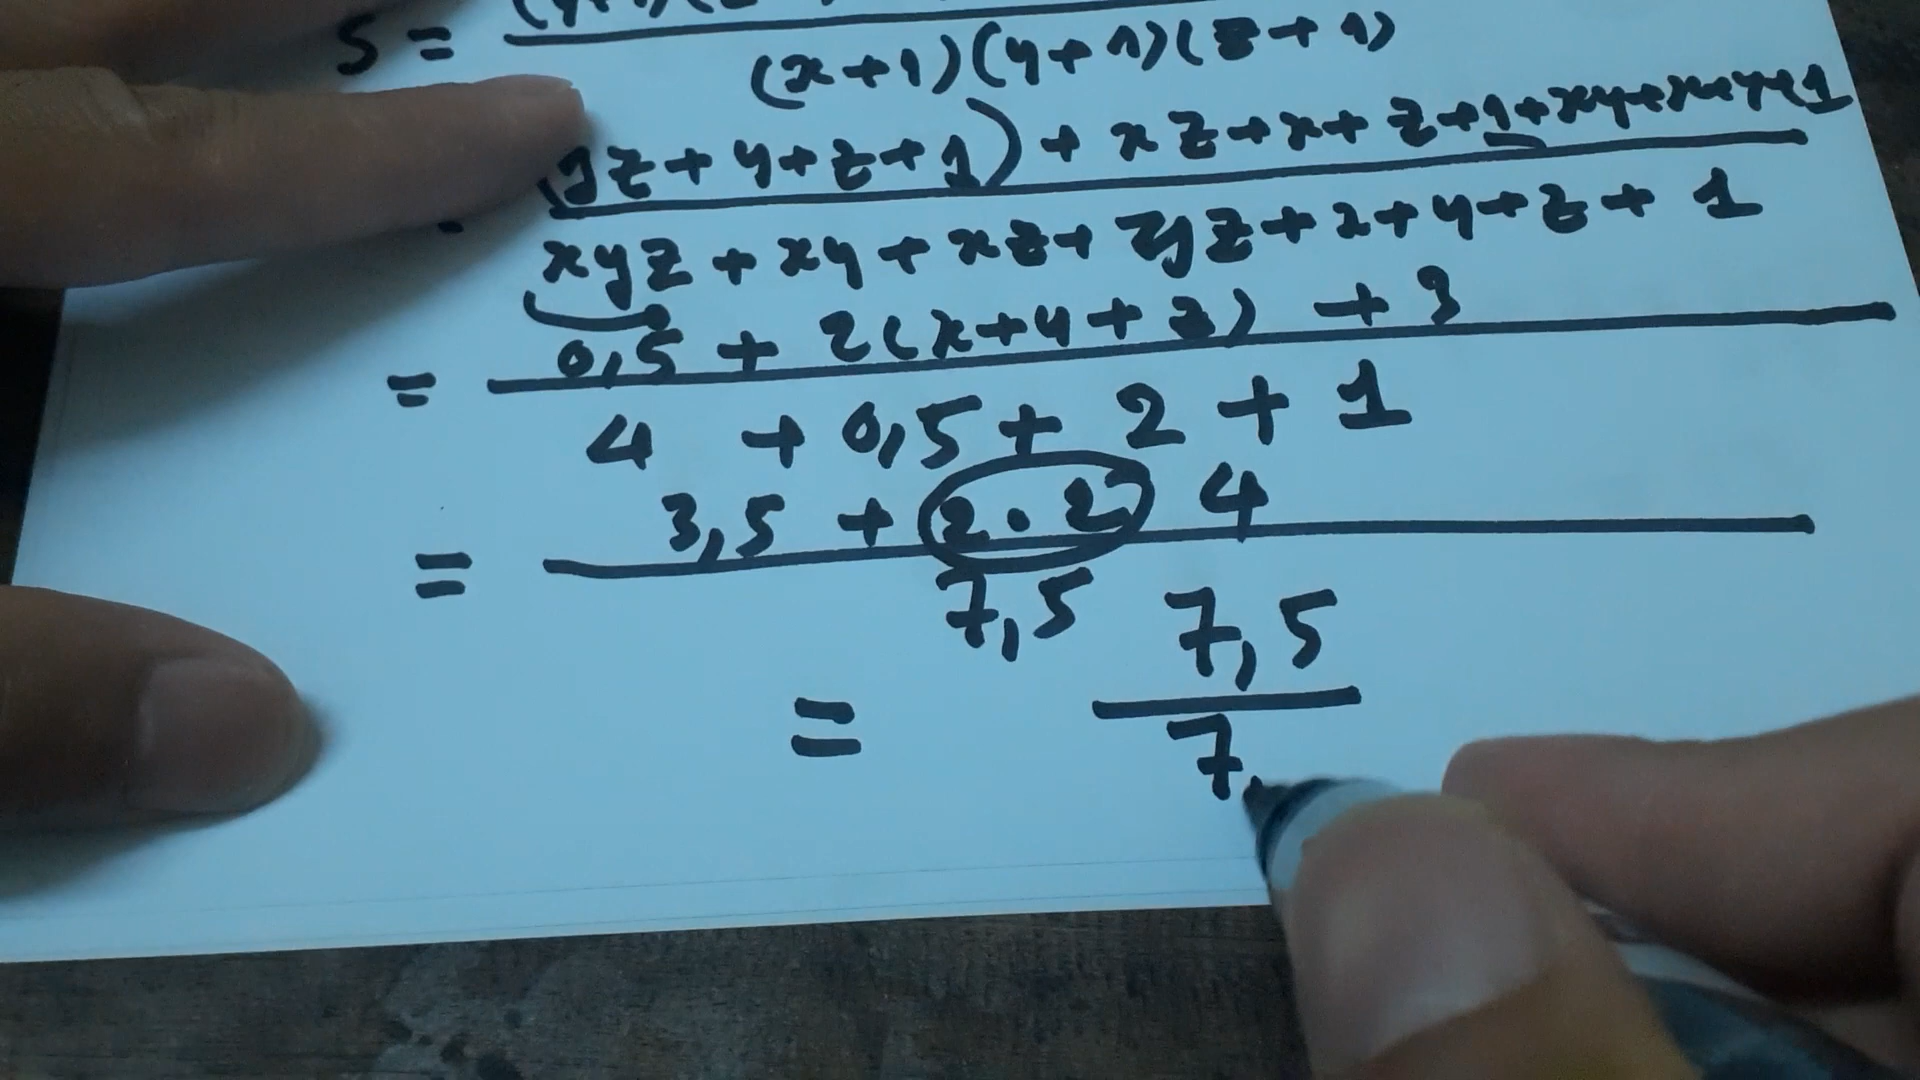 S =
(x+1)(y+1)(z+1)
yz+y+z+1) + xz+x+z+1+xy+x+y+1
xyz + xy + xz + yz + x + y + z + 1
= 0,5 + 2(x+y+z) + 3
4 + 0,5 + 2 + 1
= 3,5 + 2.2 4
7,5
= 7,5
7,